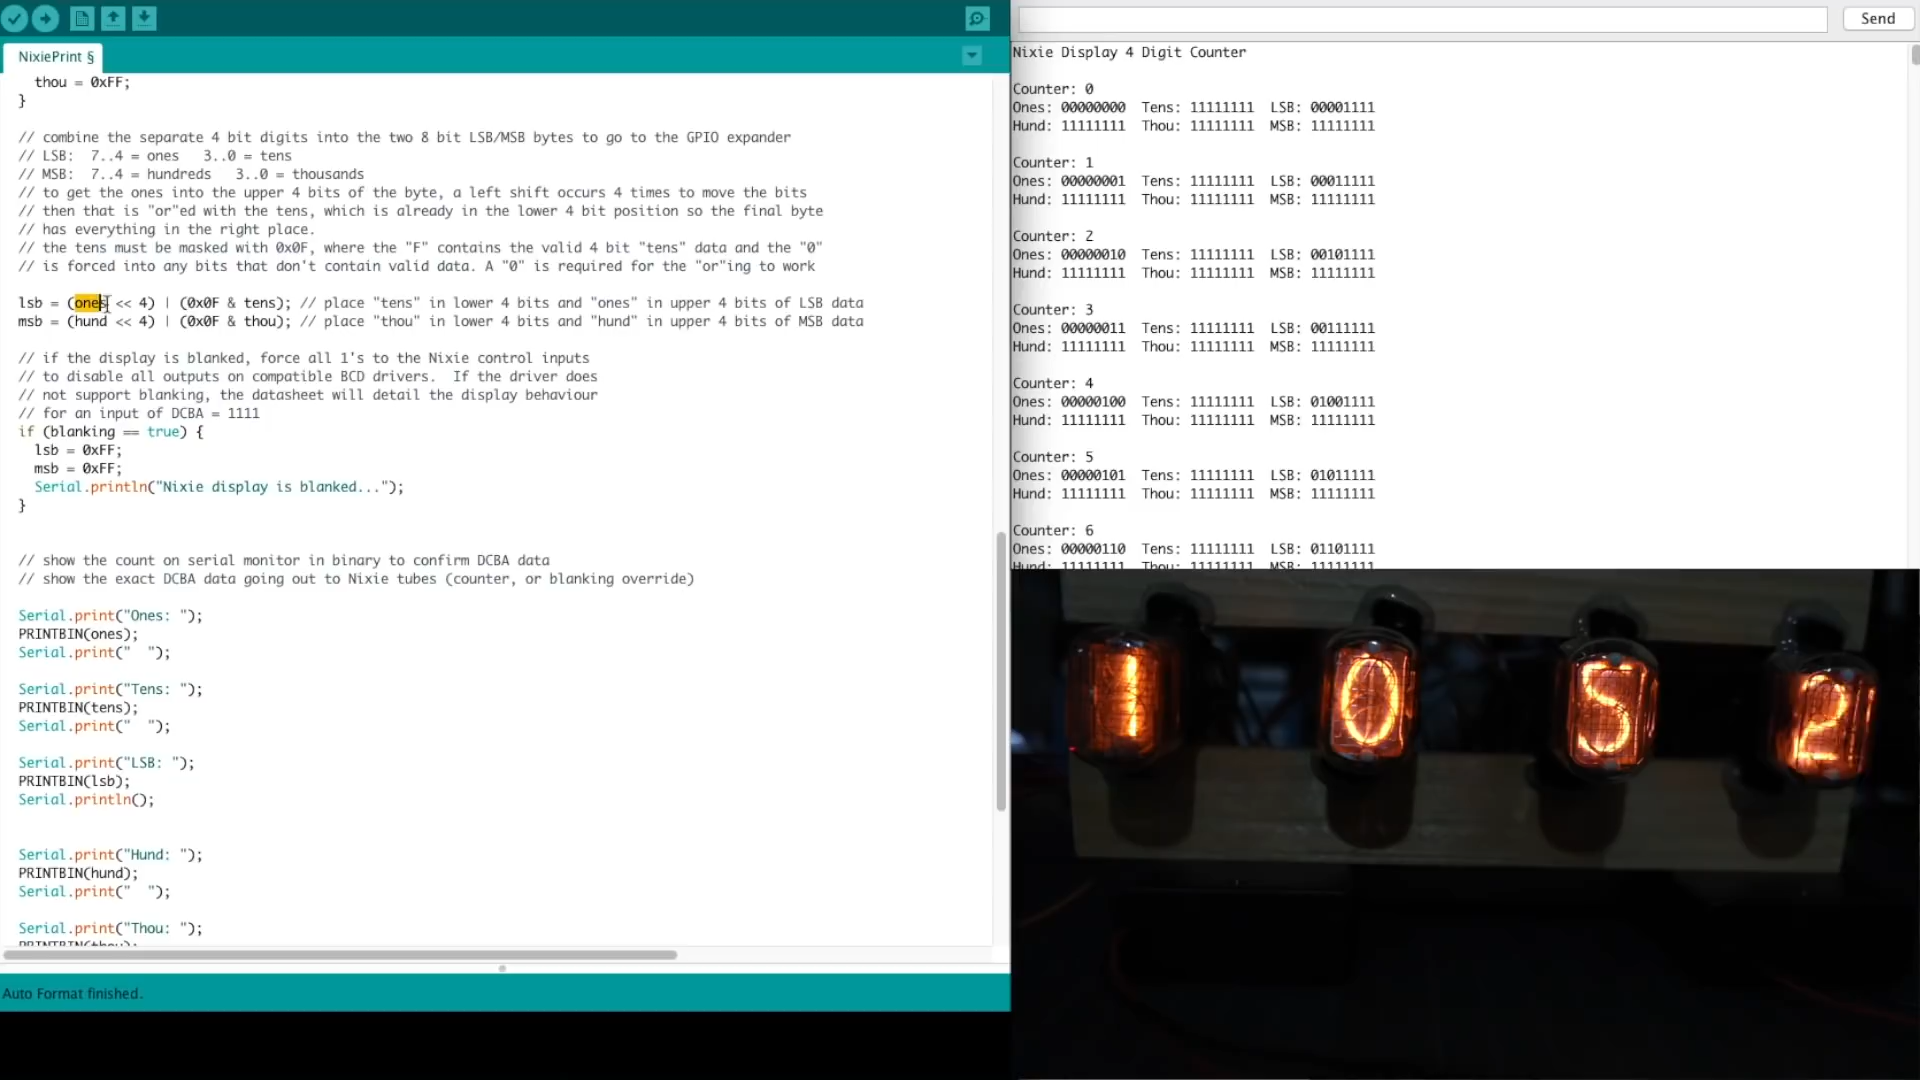 NixiePrint §
thou = 0xFF;
}
// combine the separate 4 bit digits into the two 8 bit LSB/MSB bytes to go to the GPIO expander
// LSB:  7..4 = ones   3..0 = tens
// MSB:  7..4 = hundreds   3..0 = thousands
// to get the ones into the upper 4 bits of the byte, a left shift occurs 4 times to move the bits
// then that is "or"ed with the tens, which is already in the lower 4 bit position so the final byte
// has everything in the right place.
// the tens must be masked with 0x0F, where the "F" contains the valid 4 bit "tens" data and the "0"
// is forced into any bits that don't contain valid data. A "0" is required for the "or"ing to work
lsb = (ones << 4) | (0x0F & tens); // place "tens" in lower 4 bits and "ones" in upper 4 bits of LSB data
msb = (hund << 4) | (0x0F & thou); // place "thou" in lower 4 bits and "hund" in upper 4 bits of MSB data
// if the display is blanked, force all 1's to the Nixie control inputs
// to disable all outputs on compatible BCD drivers.  If the driver does
// not support blanking, the datasheet will detail the display behaviour
// for an input of DCBA = 1111
if (blanking == true) {
lsb = 0xFF;
msb = 0xFF;
Serial.println("Nixie display is blanked...");
}
// show the count on serial monitor in binary to confirm DCBA data
// show the exact DCBA data going out to Nixie tubes (counter, or blanking override)
Serial.print("Ones: ");
PRINTBIN(ones);
Serial.print("  ");
Serial.print("Tens: ");
PRINTBIN(tens);
Serial.print("  ");
Serial.print("LSB: ");
PRINTBIN(lsb);
Serial.println();
Serial.print("Hund: ");
PRINTBIN(hund);
Serial.print("  ");
Serial.print("Thou: ");
PRINTBIN(thou);
Auto Format finished.
Send
Nixie Display 4 Digit Counter
Counter: 0
Ones: 00000000  Tens: 11111111  LSB: 00001111
Hund: 11111111  Thou: 11111111  MSB: 11111111
Counter: 1
Ones: 00000001  Tens: 11111111  LSB: 00011111
Hund: 11111111  Thou: 11111111  MSB: 11111111
Counter: 2
Ones: 00000010  Tens: 11111111  LSB: 00101111
Hund: 11111111  Thou: 11111111  MSB: 11111111
Counter: 3
Ones: 00000011  Tens: 11111111  LSB: 00111111
Hund: 11111111  Thou: 11111111  MSB: 11111111
Counter: 4
Ones: 00000100  Tens: 11111111  LSB: 01001111
Hund: 11111111  Thou: 11111111  MSB: 11111111
Counter: 5
Ones: 00000101  Tens: 11111111  LSB: 01011111
Hund: 11111111  Thou: 11111111  MSB: 11111111
Counter: 6
Ones: 00000110  Tens: 11111111  LSB: 01101111
Hund: 11111111  Thou: 11111111  MSB: 11111111
1 0 5 2